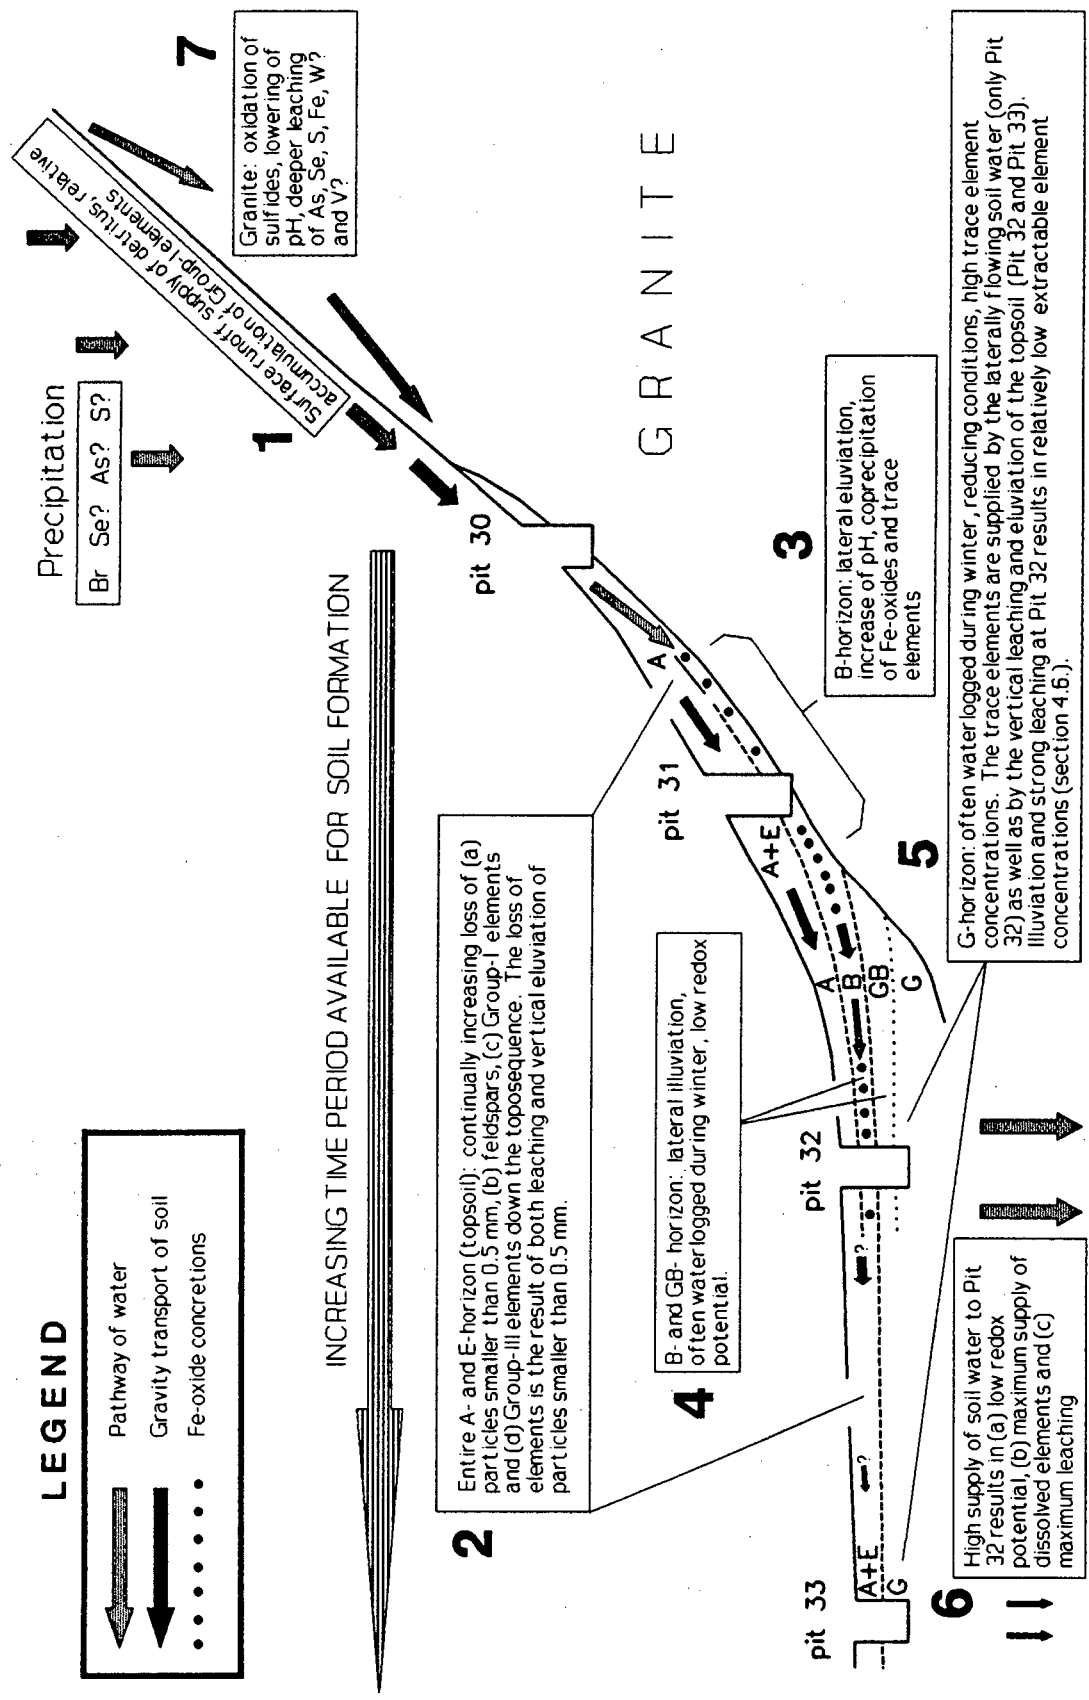 LEGEND
Pathway of water
Gravity transport of soil
Fe-oxide concretions
INCREASING TIME PERIOD AVAILABLE FOR SOIL FORMATION
Precipitation
Br Se? As? S?
1
Surface runoff, supply of detritus, relative
accumulation of Group-I elements
7
Granite: oxidation of
sulfides, lowering of
pH, deeper leaching
of As, Se, S, Fe, W?
and V?
2
Entire A- and E-horizon (topsoil): continually increasing loss of (a)
particles smaller than 0.5 mm, (b) feldspars, (c) Group-I elements
and (d) Group-III elements down the toposequence. The loss of
elements is the result of both leaching and vertical eluviation of
particles smaller than 0.5 mm.
pit 30
GRANITE
A
pit 31
A+E
3
B-horizon: lateral eluviation,
increase of pH, coprecipitation
of Fe-oxides and trace
elements
4
B- and GB- horizon: lateral illuviation,
often waterlogged during winter, low redox
potential.
A
B
GB
G
pit 32
?
?
pit 33
A+E
G
5
G-horizon: often waterlogged during winter, reducing conditions, high trace element
concentrations. The trace elements are supplied by the laterally flowing soil water (only Pit
32) as well as by the vertical leaching and eluviation of the topsoil (Pit 32 and Pit 33).
Illuviation and strong leaching at Pit 32 results in relatively low extractable element
concentrations (section 4.6.).
6
High supply of soil water to Pit
32 results in (a) low redox
potential, (b) maximum supply of
dissolved elements and (c)
maximum leaching